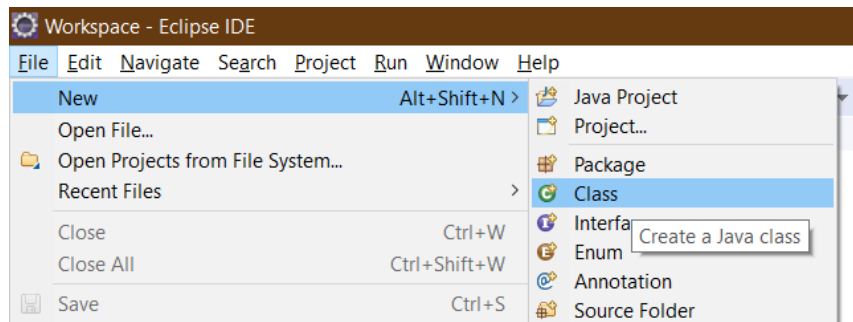 Workspace - Eclipse IDE
File Edit Navigate Search Project Run Window Help
New Alt+Shift+N >
Open File...
Open Projects from File System...
Recent Files >
Close Ctrl+W
Close All Ctrl+Shift+W
Save Ctrl+S
Java Project
Project...
Package
Class
Create a Java class
Enum
Annotation
Source Folder